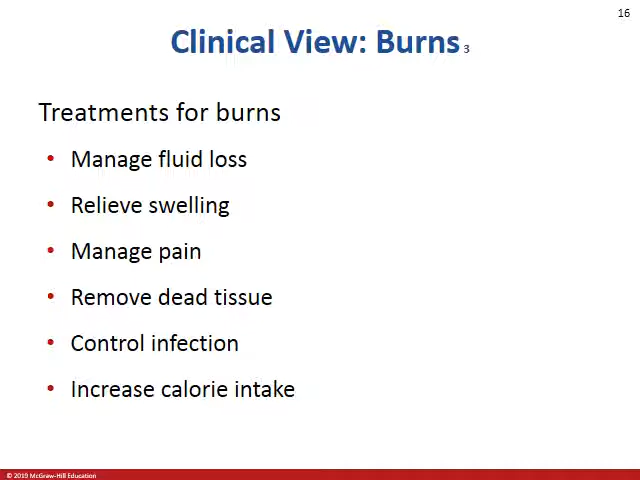 16
Clinical View: Burns 3
Treatments for burns
• Manage fluid loss
• Relieve swelling
• Manage pain
• Remove dead tissue
• Control infection
• Increase calorie intake
© 2019 McGraw-Hill Education